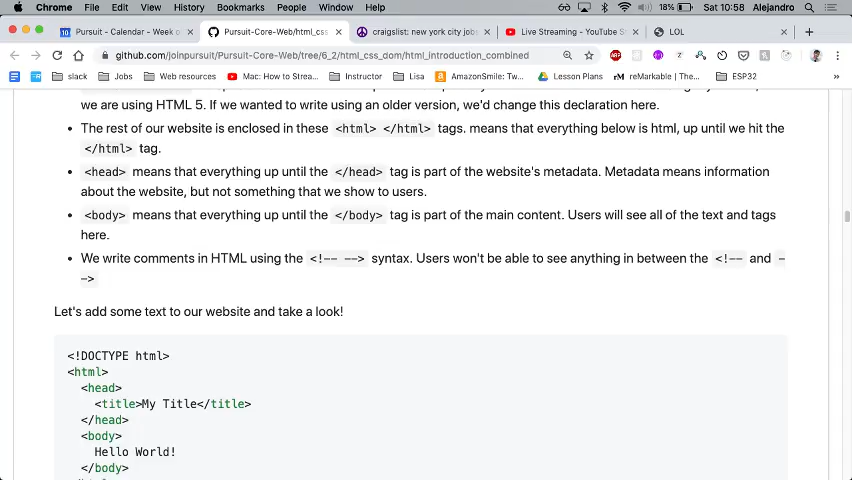 Chrome File Edit View History Bookmarks People Window Help 18% Sat 10:58 Alejandro
Pursuit - Calendar - Week o Pursuit-Core-Web/html_css craigslist: new york city jobs Live Streaming - YouTube S LOL
github.com/joinpursuit/Pursuit-Core-Web/tree/6_2/html_css_dom/html_introduction_combined
slack Jobs Web resources Mac: How to Strea... Instructor Lisa AmazonSmile: Tw... Lesson Plans reMarkable | The... ESP32
we are using HTML 5. If we wanted to write using an older version, we'd change this declaration here.
• The rest of our website is enclosed in these <html> </html> tags. means that everything below is html, up until we hit the
</html> tag.
• <head> means that everything up until the </head> tag is part of the website's metadata. Metadata means information
about the website, but not something that we show to users.
• <body> means that everything up until the </body> tag is part of the main content. Users will see all of the text and tags
here.
• We write comments in HTML using the <!-- --> syntax. Users won't be able to see anything in between the <!-- and -
->
Let's add some text to our website and take a look!
<!DOCTYPE html>
<html>
<head>
<title>My Title</title>
</head>
<body>
Hello World!
</body>